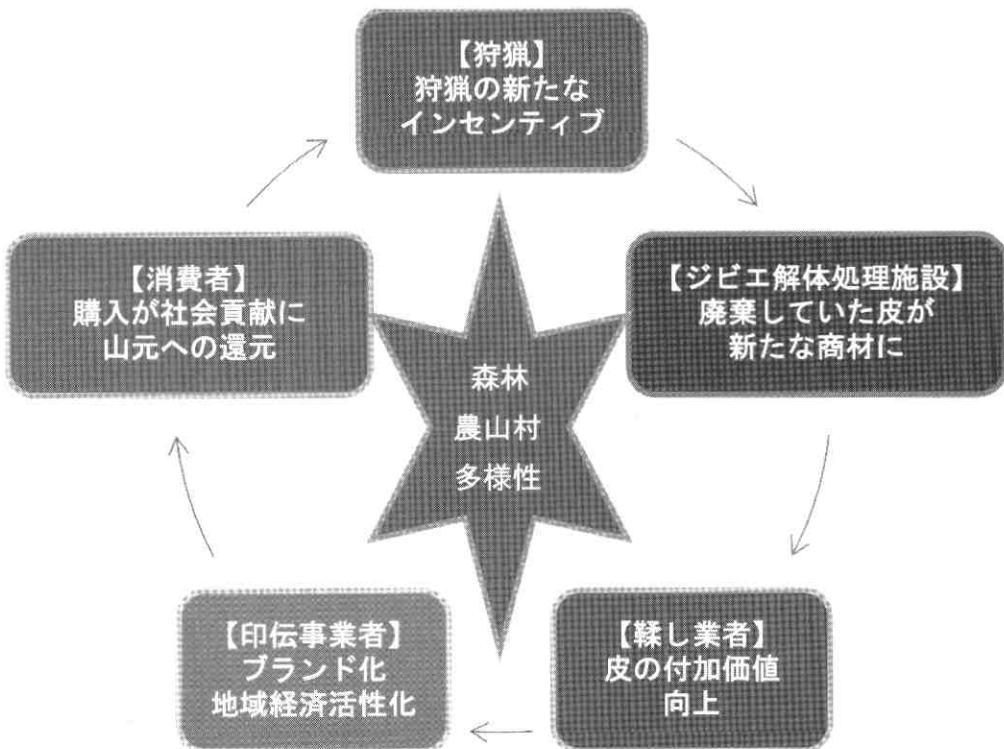 【狩猟】
狩猟の新たな
インセンティブ
【ジビエ解体処理施設】
廃棄していた皮が
新たな商材に
【鞣し業者】
皮の付加価値
向上
【印伝事業者】
ブランド化
地域経済活性化
【消費者】
購入が社会貢献に
山元への還元
森林
農山村
多様性